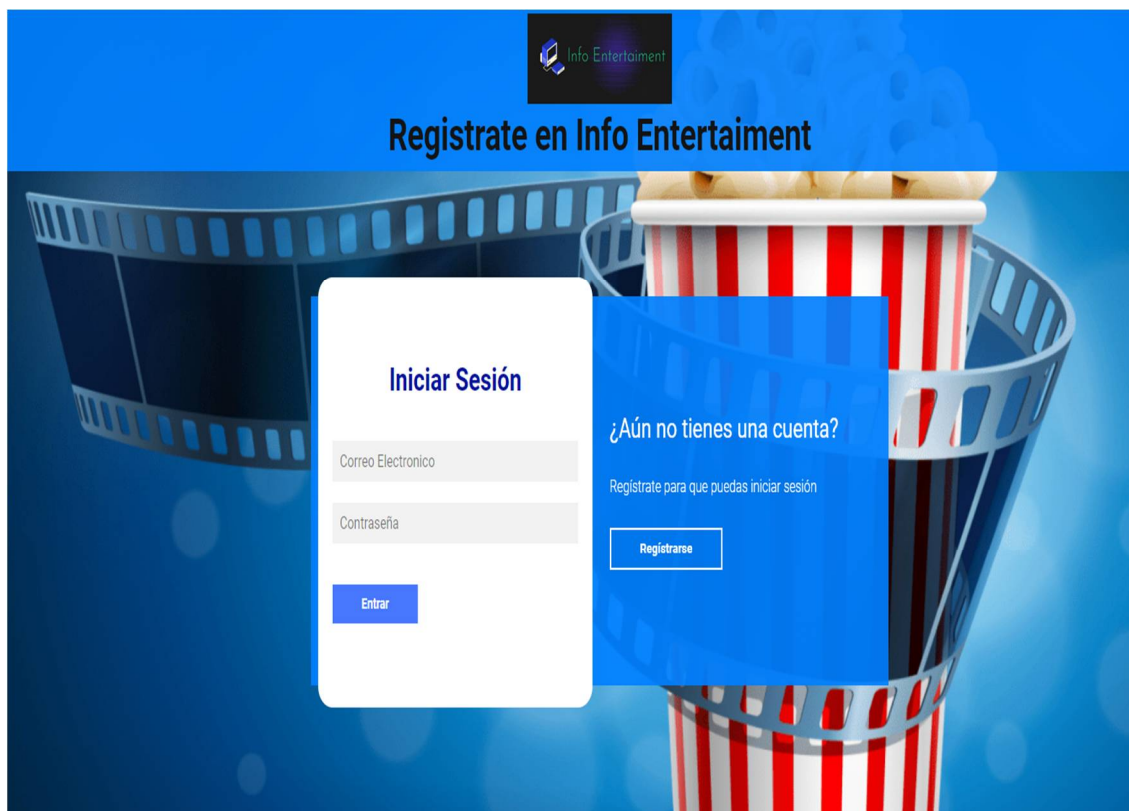 Info Entertaiment
Registrate en Info Entertaiment
Iniciar Sesión
Correo Electronico
Contraseña
Entrar
¿Aún no tienes una cuenta?
Regístrate para que puedas iniciar sesión
Regístrarse